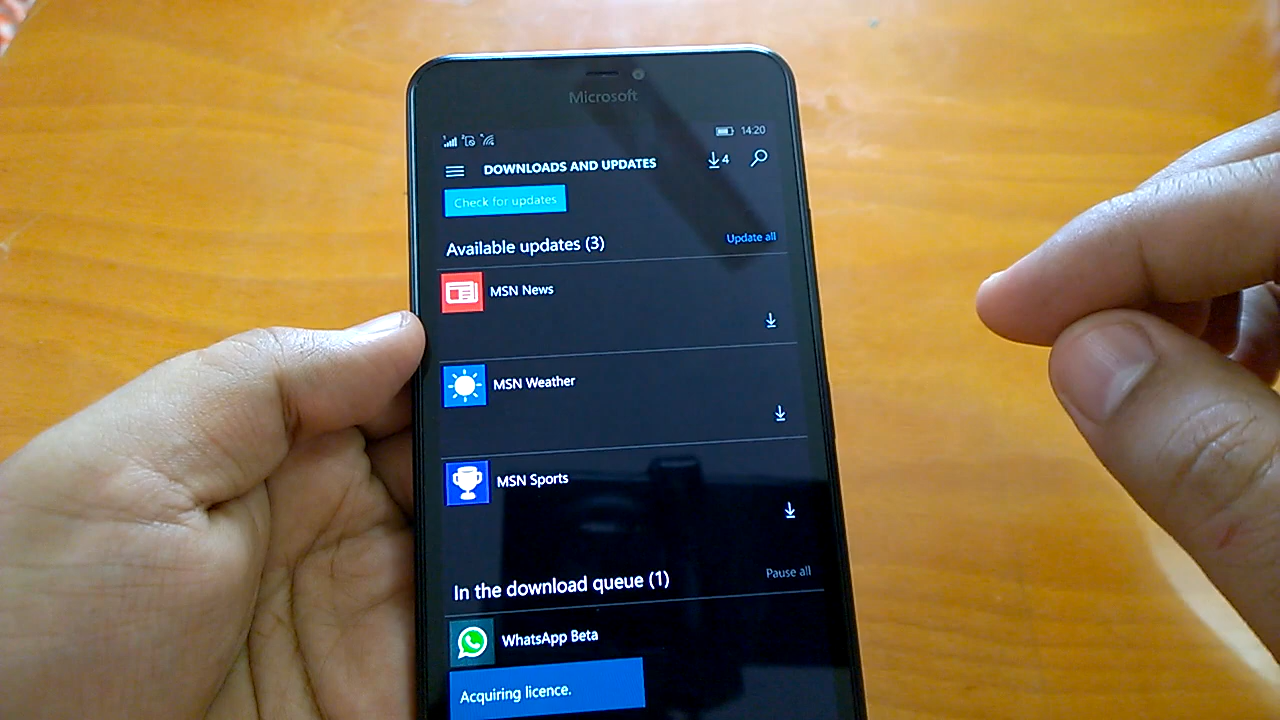 Microsoft
14:20
DOWNLOADS AND UPDATES
4
Check for updates
Available updates (3)
Update all
MSN News
MSN Weather
MSN Sports
In the download queue (1)
Pause all
WhatsApp Beta
Acquiring licence.